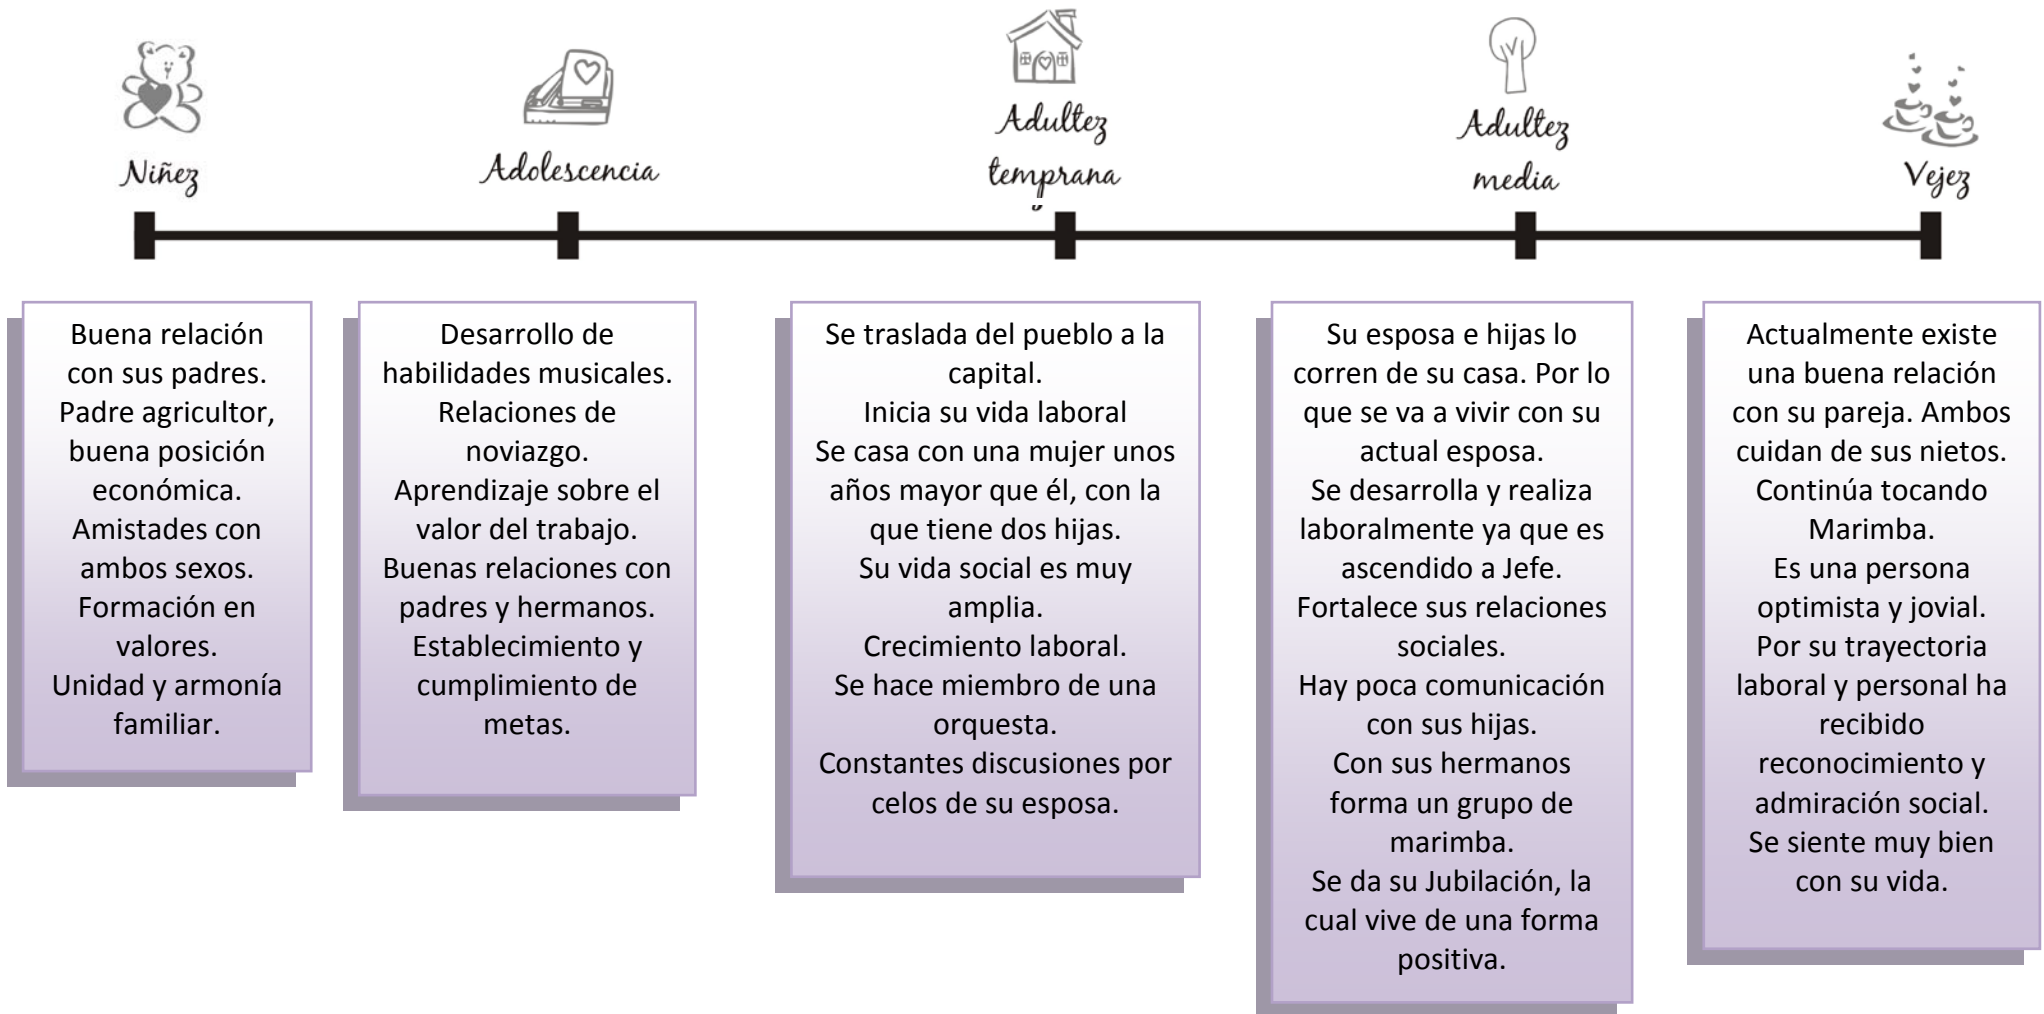 Niñez
Adolescencia
Adultez
temprana
Adultez
media
Vejez
Buena relación
con sus padres.
Padre agricultor,
buena posición
económica.
Amistades con
ambos sexos.
Formación en
valores.
Unidad y armonía
familiar.
Desarrollo de
habilidades musicales.
Relaciones de
noviazgo.
Aprendizaje sobre el
valor del trabajo.
Buenas relaciones con
padres y hermanos.
Establecimiento y
cumplimiento de
metas.
Se traslada del pueblo a la
capital.
Inicia su vida laboral
Se casa con una mujer unos
años mayor que él, con la
que tiene dos hijas.
Su vida social es muy
amplia.
Crecimiento laboral.
Se hace miembro de una
orquesta.
Constantes discusiones por
celos de su esposa.
Su esposa e hijas lo
corren de su casa. Por lo
que se va a vivir con su
actual esposa.
Se desarrolla y realiza
laboralmente ya que es
ascendido a Jefe.
Fortalece sus relaciones
sociales.
Hay poca comunicación
con sus hijas.
Con sus hermanos
forma un grupo de
marimba.
Se da su Jubilación, la
cual vive de una forma
positiva.
Actualmente existe
una buena relación
con su pareja. Ambos
cuidan de sus nietos.
Continúa tocando
Marimba.
Es una persona
optimista y jovial.
Por su trayectoria
laboral y personal ha
recibido
reconocimiento y
admiración social.
Se siente muy bien
con su vida.